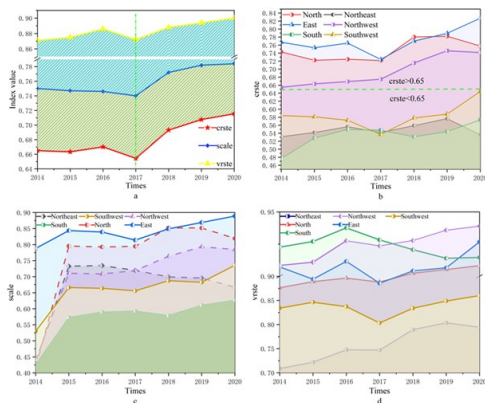 0.90
0.88
0.86
0.80
0.78
0.76
0.74
0.72
0.70
0.68
0.66
0.64
Index value
crste
scale
vrste
2014 2015 2016 2017 2018 2019 2020
Times
a
0.84
0.82
0.80
0.78
0.76
0.74
0.72
0.70
0.68
0.66
0.64
0.62
0.60
0.58
0.56
0.54
0.52
0.50
0.48
0.46
crste
North Northeast
East Northwest
South Southwest
crste>0.65
crste<0.65
2014 2015 2016 2017 2018 2019 2020
Times
b
0.90
0.85
0.80
0.75
0.70
0.65
0.60
0.55
0.50
0.45
0.40
scale
Northeast Southwest Northwest
South North East
2014 2015 2016 2017 2018 2019 2020
Times
c
0.95
0.90
0.85
0.80
0.75
0.70
vrste
Northeast Northwest Southwest
North East
South
2014 2015 2016 2017 2018 2019 2020
Times
d